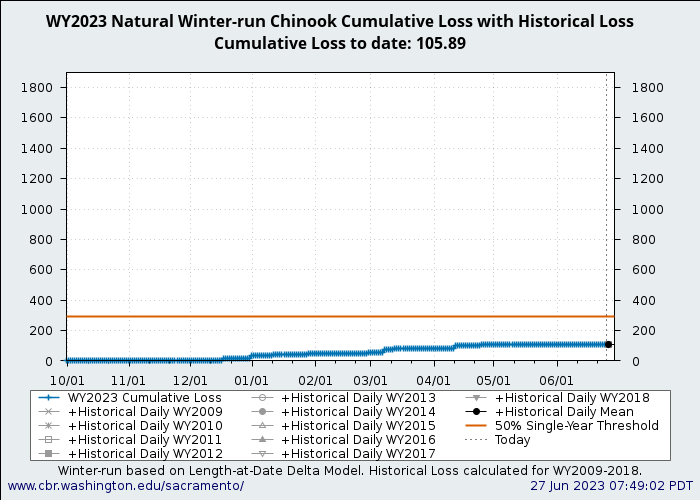 WY2023 Natural Winter-run Chinook Cumulative Loss with Historical Loss
Cumulative Loss to date: 105.89
1800 1800
1600 1600
1400 1400
1200 1200
1000 1000
800 800
600 600
400 400
200 200
0 0
10/01 11/01 12/01 01/01 02/01 03/01 04/01 05/01 06/01
WY2023 Cumulative Loss +Historical Daily WY2013 +Historical Daily WY2018
+Historical Daily WY2009 +Historical Daily WY2014 +Historical Daily Mean
+Historical Daily WY2010 +Historical Daily WY2015 50% Single-Year Threshold
+Historical Daily WY2011 +Historical Daily WY2016 Today
+Historical Daily WY2012 +Historical Daily WY2017
Winter-run based on Length-at-Date Delta Model. Historical Loss calculated for WY2009-2018.
www.cbr.washington.edu/sacramento/ 27 Jun 2023 07:49:02 PDT